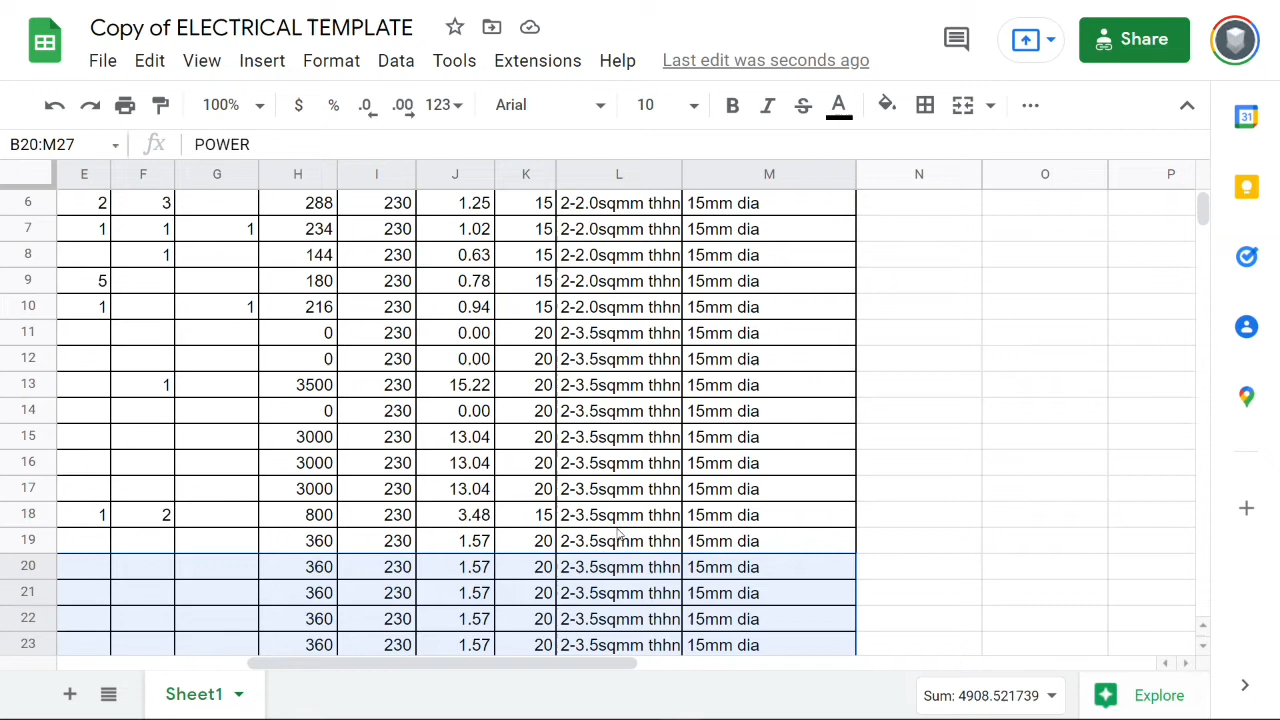 Copy of ELECTRICAL TEMPLATE
File Edit View Insert Format Data Tools Extensions Help Last edit was seconds ago
Share
100% $ % .0 .00 123 Arial 10 B I S A
B20:M27 fx POWER
E F G H I J K L M N O P
6 2 3 288 230 1.25 15 2-2.0sqmm thhn 15mm dia
7 1 1 1 234 230 1.02 15 2-2.0sqmm thhn 15mm dia
8 1 144 230 0.63 15 2-2.0sqmm thhn 15mm dia
9 5 180 230 0.78 15 2-2.0sqmm thhn 15mm dia
10 1 1 216 230 0.94 15 2-2.0sqmm thhn 15mm dia
11 0 230 0.00 20 2-3.5sqmm thhn 15mm dia
12 0 230 0.00 20 2-3.5sqmm thhn 15mm dia
13 1 3500 230 15.22 20 2-3.5sqmm thhn 15mm dia
14 0 230 0.00 20 2-3.5sqmm thhn 15mm dia
15 3000 230 13.04 20 2-3.5sqmm thhn 15mm dia
16 3000 230 13.04 20 2-3.5sqmm thhn 15mm dia
17 3000 230 13.04 20 2-3.5sqmm thhn 15mm dia
18 1 2 800 230 3.48 15 2-3.5sqmm thhn 15mm dia
19 360 230 1.57 20 2-3.5sqmm thhn 15mm dia
20 360 230 1.57 20 2-3.5sqmm thhn 15mm dia
21 360 230 1.57 20 2-3.5sqmm thhn 15mm dia
22 360 230 1.57 20 2-3.5sqmm thhn 15mm dia
23 360 230 1.57 20 2-3.5sqmm thhn 15mm dia
Sheet1 Sum: 4908.521739 Explore
31